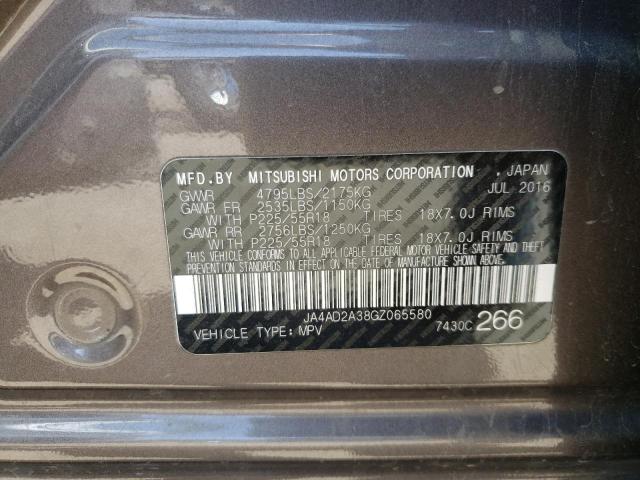 MFD.BY MITSUBISHI MOTORS CORPORATION , JAPAN
GVWR 4795LBS/2175KG JUL 2016
GAWR FR 2535LBS/1150KG
WITH P225/55R18 TIRES 18X7.0J RIMS
GAWR RR 2756LBS/1250KG
WITH P225/55R18 TIRES 18X7.0J RIMS
THIS VEHICLE CONFORMS TO ALL APPLICABLE FEDERAL MOTOR VEHICLE SAFETY AND THEFT
PREVENTION STANDARDS IN EFFECT ON THE DATE OF MANUFACTURE SHOWN ABOVE.
JA4AD2A38GZ065580
VEHICLE TYPE: MPV 7430C 266